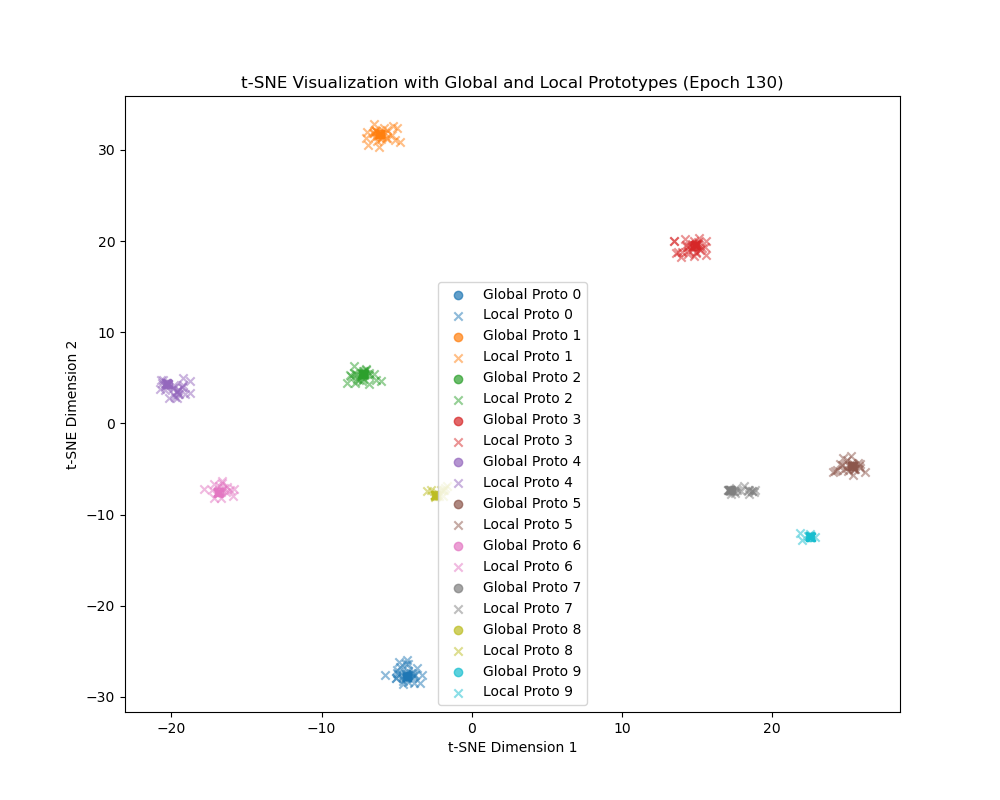 t-SNE Visualization with Global and Local Prototypes (Epoch 130)
30
20
10
0
−10
−20
−30
t-SNE Dimension 2
Global Proto 0
Local Proto 0
Global Proto 1
Local Proto 1
Global Proto 2
Local Proto 2
Global Proto 3
Local Proto 3
Global Proto 4
Local Proto 4
Global Proto 5
Local Proto 5
Global Proto 6
Local Proto 6
Global Proto 7
Local Proto 7
Global Proto 8
Local Proto 8
Global Proto 9
Local Proto 9
−20 −10 0 10 20
t-SNE Dimension 1